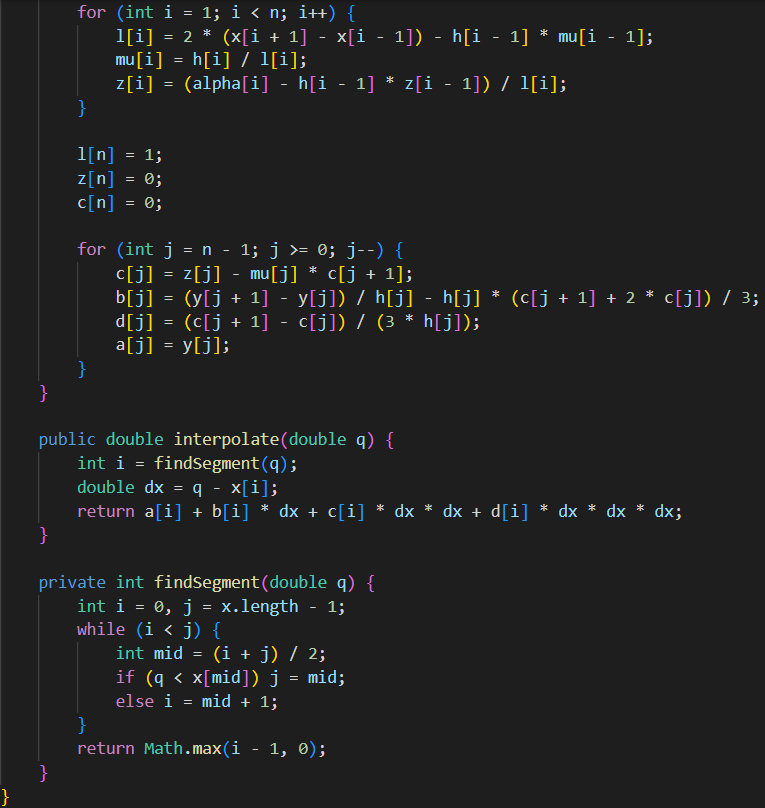 for (int i = 1; i < n; i++) {
l[i] = 2 * (x[i + 1] - x[i - 1]) - h[i - 1] * mu[i - 1];
mu[i] = h[i] / l[i];
z[i] = (alpha[i] - h[i - 1] * z[i - 1]) / l[i];
}
l[n] = 1;
z[n] = 0;
c[n] = 0;
for (int j = n - 1; j >= 0; j--) {
c[j] = z[j] - mu[j] * c[j + 1];
b[j] = (y[j + 1] - y[j]) / h[j] - h[j] * (c[j + 1] + 2 * c[j]) / 3;
d[j] = (c[j + 1] - c[j]) / (3 * h[j]);
a[j] = y[j];
}
}
public double interpolate(double q) {
int i = findSegment(q);
double dx = q - x[i];
return a[i] + b[i] * dx + c[i] * dx * dx + d[i] * dx * dx * dx;
}
private int findSegment(double q) {
int i = 0, j = x.length - 1;
while (i < j) {
int mid = (i + j) / 2;
if (q < x[mid]) j = mid;
else i = mid + 1;
}
return Math.max(i - 1, 0);
}
}